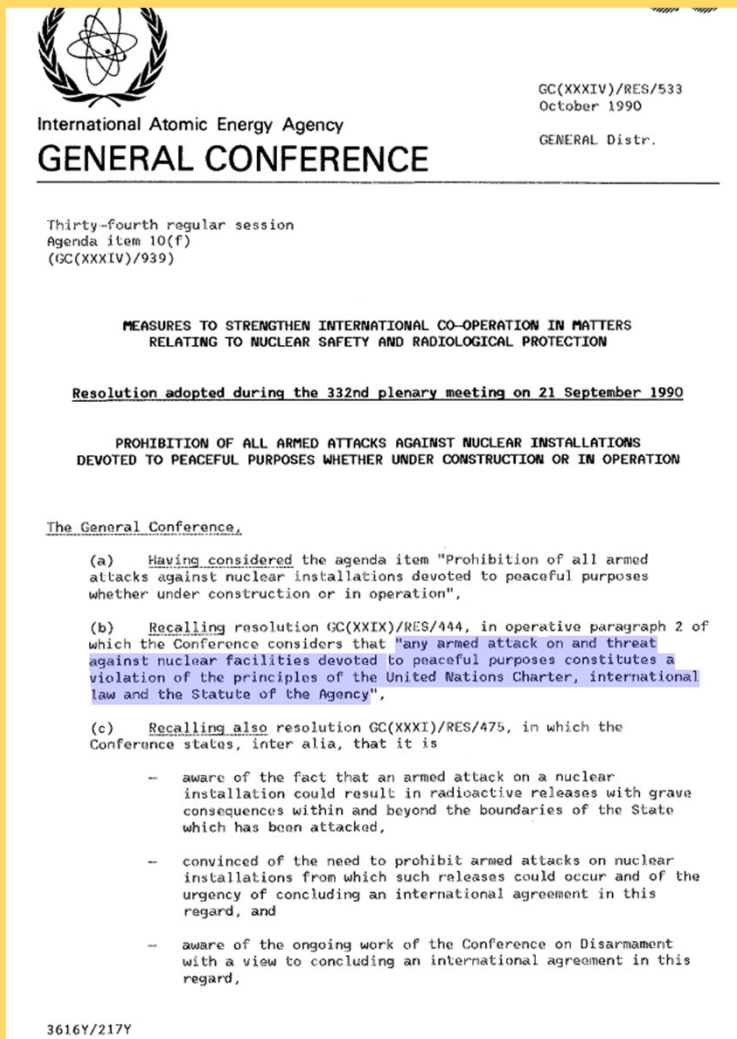 GC(XXXIV)/RES/533
October 1990
GENERAL Distr.
International Atomic Energy Agency
GENERAL CONFERENCE
Thirty-fourth regular session
Agenda item 10(f)
(GC(XXXIV)/939)
MEASURES TO STRENGTHEN INTERNATIONAL CO-OPERATION IN MATTERS
RELATING TO NUCLEAR SAFETY AND RADIOLOGICAL PROTECTION
Resolution adopted during the 332nd plenary meeting on 21 September 1990
PROHIBITION OF ALL ARMED ATTACKS AGAINST NUCLEAR INSTALLATIONS
DEVOTED TO PEACEFUL PURPOSES WHETHER UNDER CONSTRUCTION OR IN OPERATION
The General Conference,
(a) Having considered the agenda item "Prohibition of all armed
attacks against nuclear installations devoted to peaceful purposes
whether under construction or in operation",
(b) Recalling resolution GC(XXIX)/RES/444, in operative paragraph 2 of
which the Conference considers that "any armed attack on and threat
against nuclear facilities devoted to peaceful purposes constitutes a
violation of the principles of the United Nations Charter, international
law and the Statute of the Agency",
(c) Recalling also resolution GC(XXXI)/RES/475, in which the
Conference states, inter alia, that it is
— aware of the fact that an armed attack on a nuclear
installation could result in radioactive releases with grave
consequences within and beyond the boundaries of the State
which has been attacked,
— convinced of the need to prohibit armed attacks on nuclear
installations from which such releases could occur and of the
urgency of concluding an international agreement in this
regard, and
— aware of the ongoing work of the Conference on Disarmament
with a view to concluding an international agreement in this
regard,
3616Y/217Y